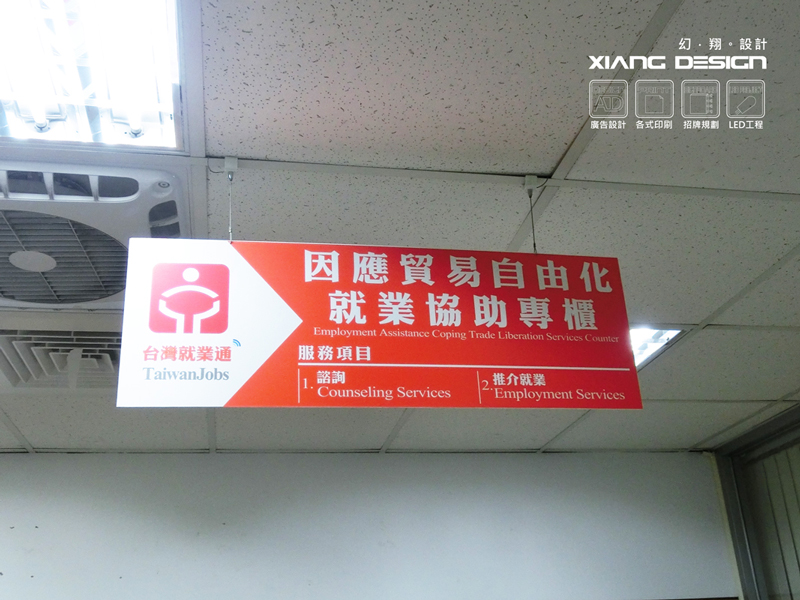 幻·翔。設計
XIANG DESIGN
廣告設計 各式印刷 招牌規劃 LED工程
因應貿易自由化
就業協助專櫃
Employment Assistance Coping Trade Liberation Services Counter
台灣就業通
TaiwanJobs
服務項目
1. 諮詢
Counseling Services
2. 推介就業
Employment Services